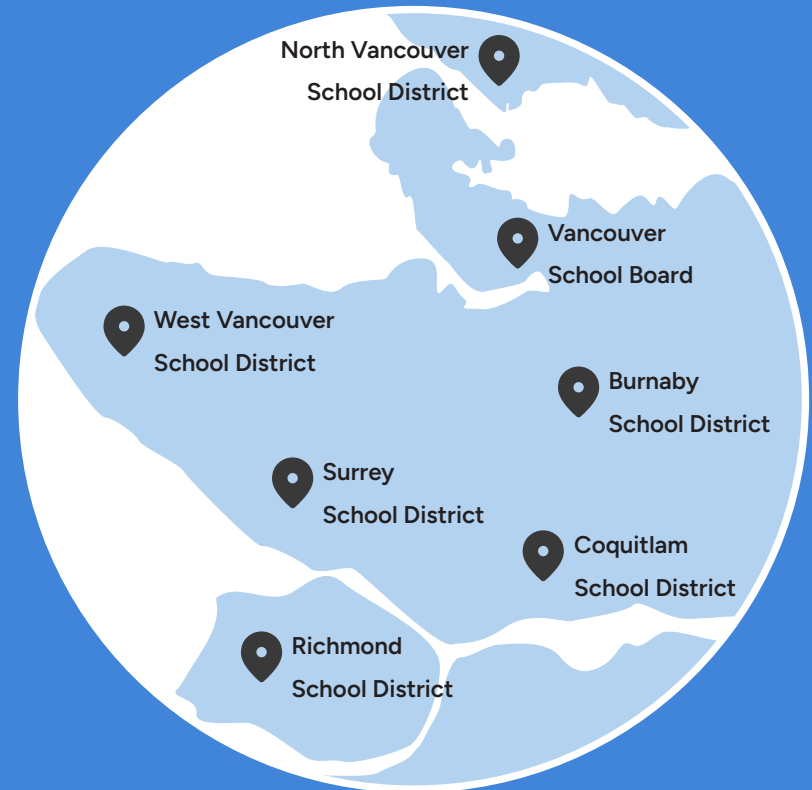 North Vancouver
School District
Vancouver
School Board
West Vancouver
School District
Burnaby
School District
Surrey
School District
Coquitlam
School District
Richmond
School District